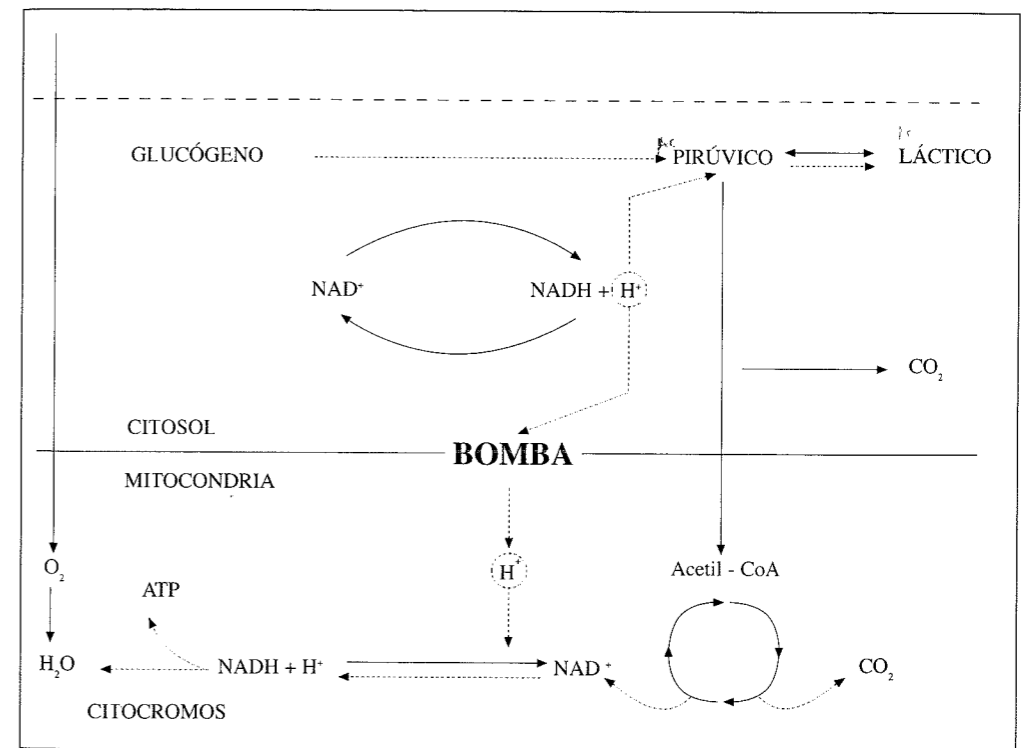 GLUCÓGENO
PIRÚVICO
LÁCTICO
NAD⁺
NADH + H⁺
CO₂
CITOSOL
BOMBA
MITOCONDRIA
O₂
H⁺
Acetil - CoA
ATP
H₂O
NADH + H⁺
NAD⁺
CO₂
CITOCROMOS